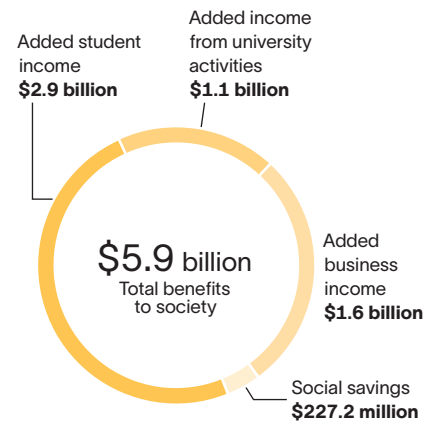 Added student
income
$2.9 billion
Added income
from university
activities
$1.1 billion
$5.9 billion
Total benefits
to society
Added
business
income
$1.6 billion
Social savings
$227.2 million